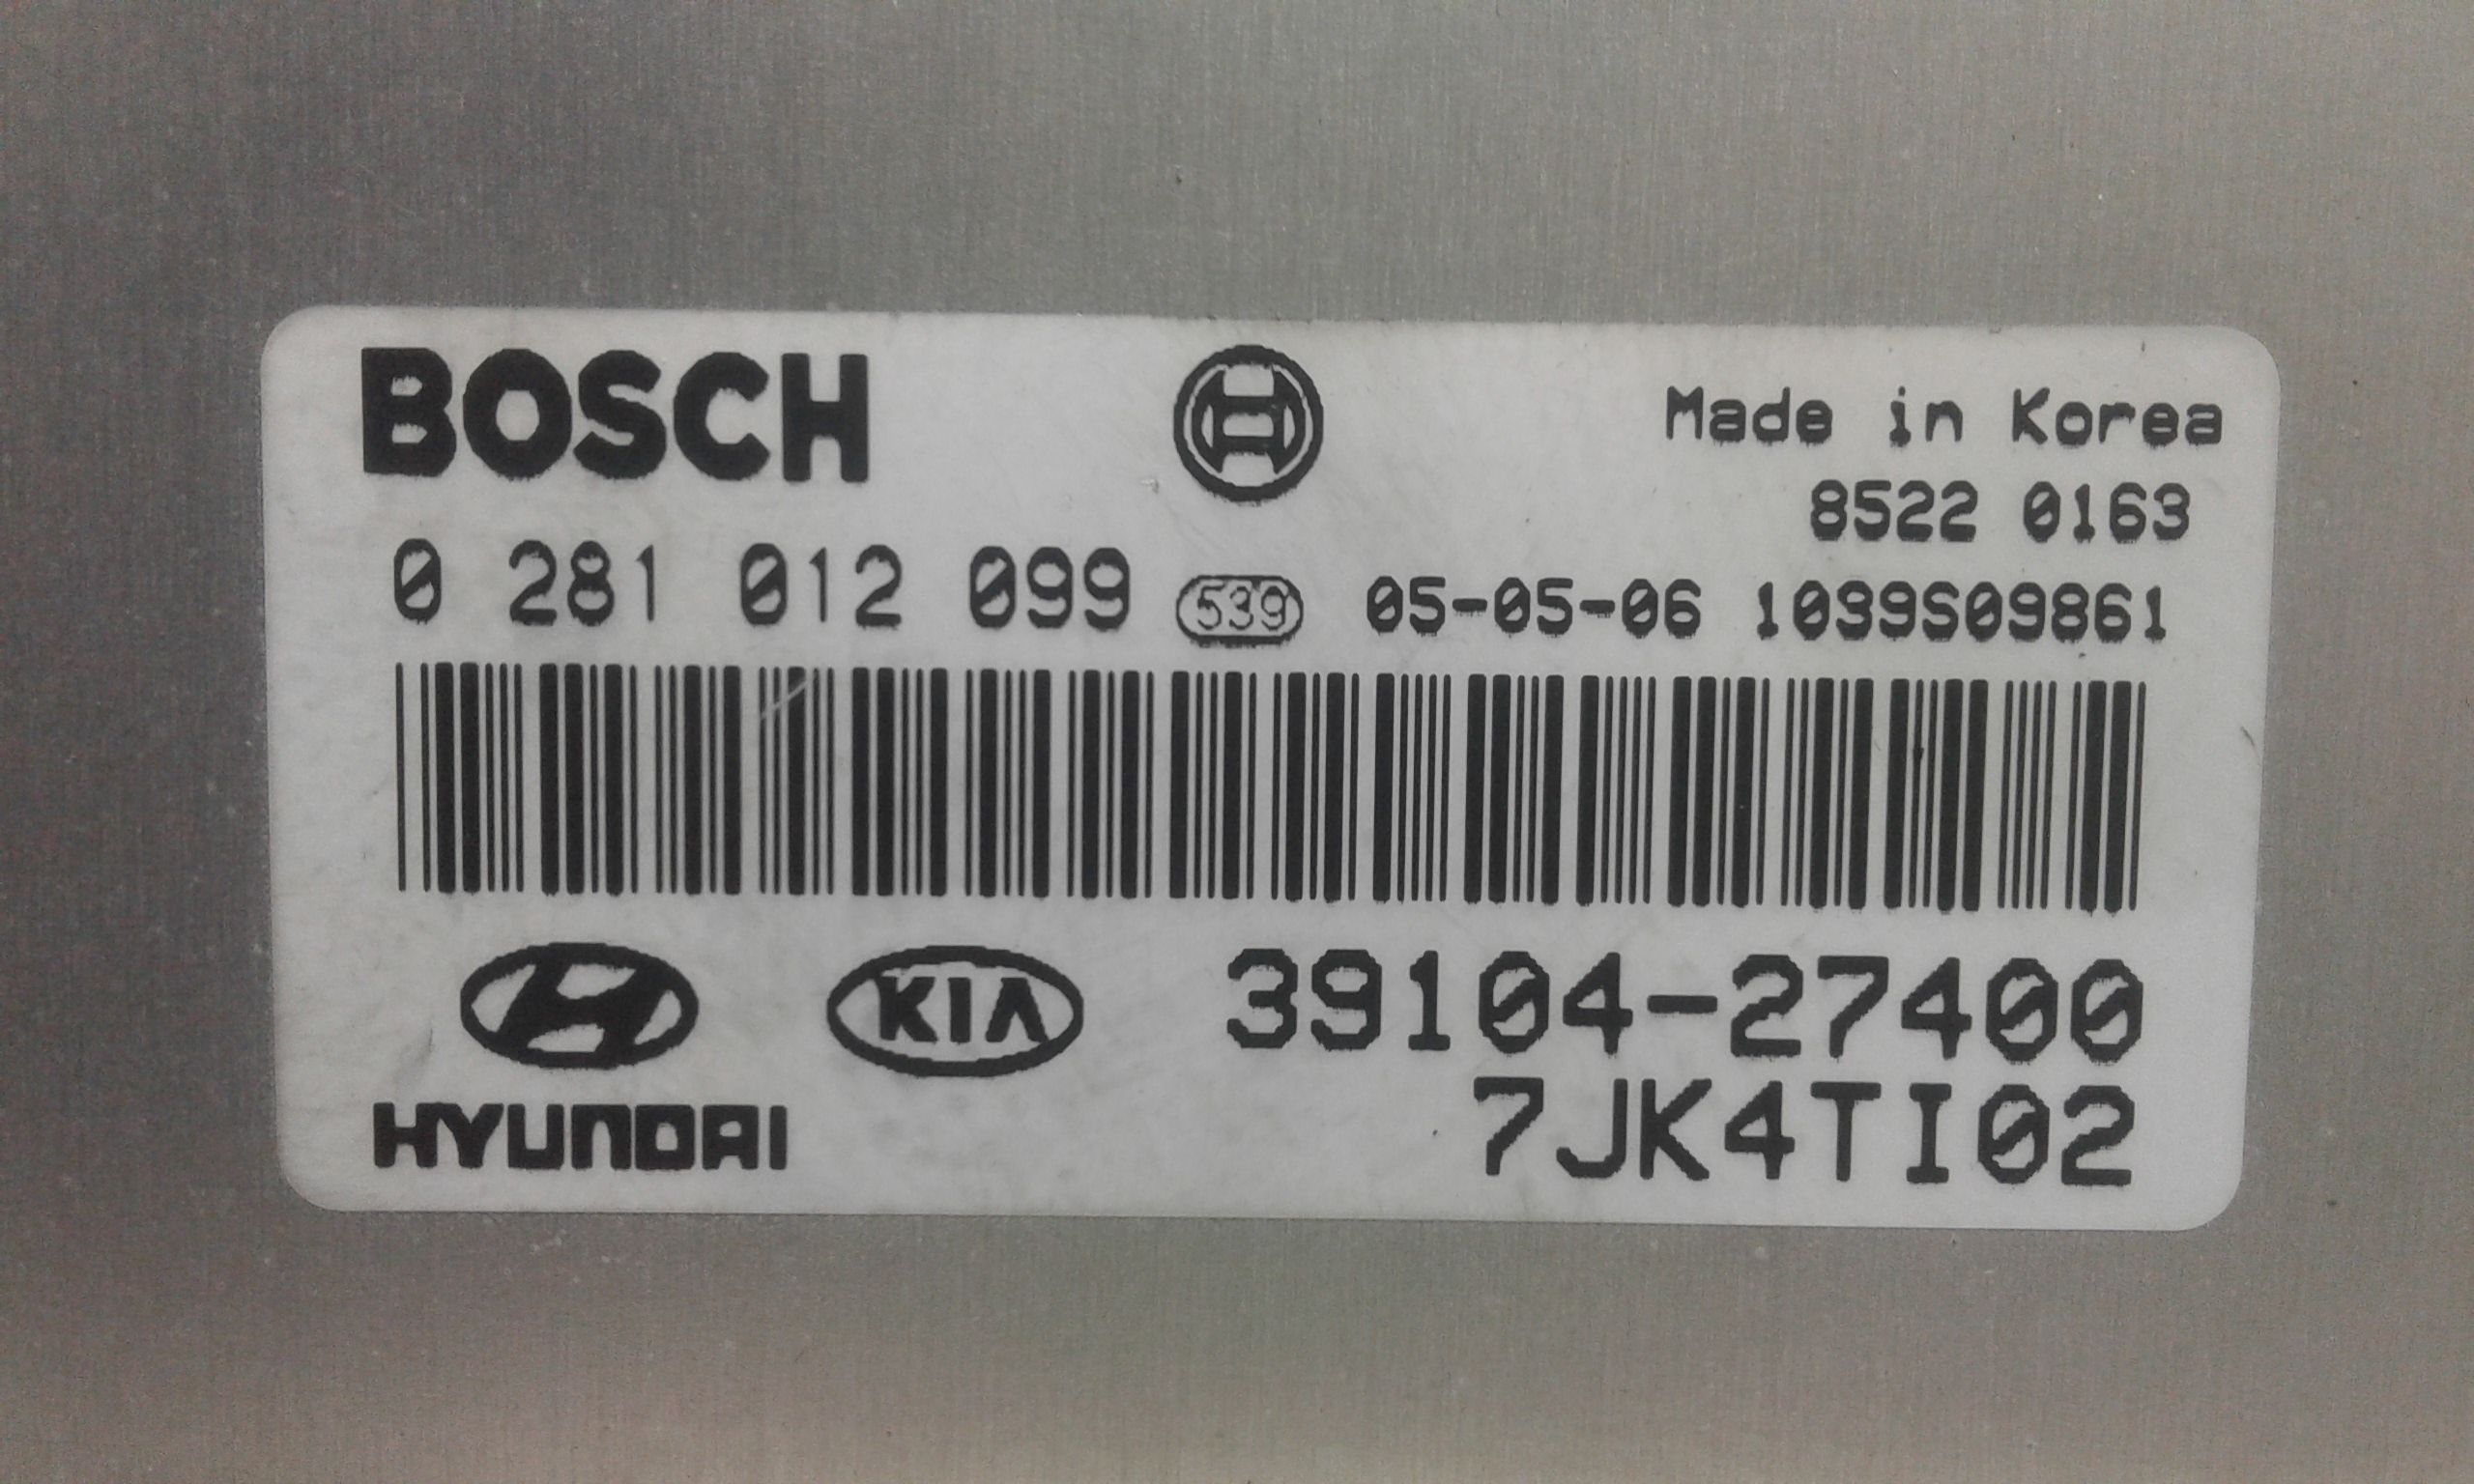 BOSCH
Made in Korea
8522 0163
0 281 012 099 539 05-05-06 1039S09861
KIA 39104-27400
HYUNDAI 7JK4TI02